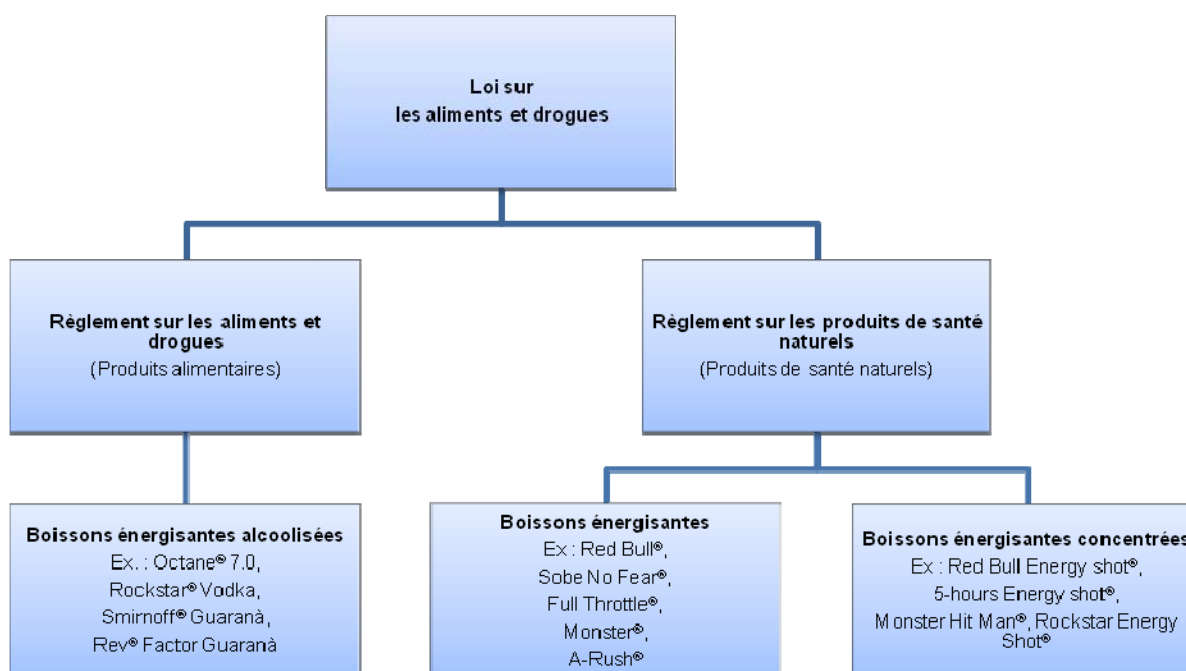 Loi sur
les aliments et drogues
Règlement sur les aliments et
drogues
(Produits alimentaires)
Règlement sur les produits de santé
naturels
(Produits de santé naturels)
Boissons énergisantes alcoolisées
Ex. : Octane® 7.0,
Rockstar® Vodka,
Smirnoff® Guaranà,
Rev® Factor Guaranà
Boissons énergisantes
Ex : Red Bull®,
Sobe No Fear®,
Full Throttle®,
Monster®,
A-Rush®
Boissons énergisantes concentrées
Ex : Red Bull Energy shot®,
5-hours Energy shot®,
Monster Hit Man®, Rockstar Energy
Shot®